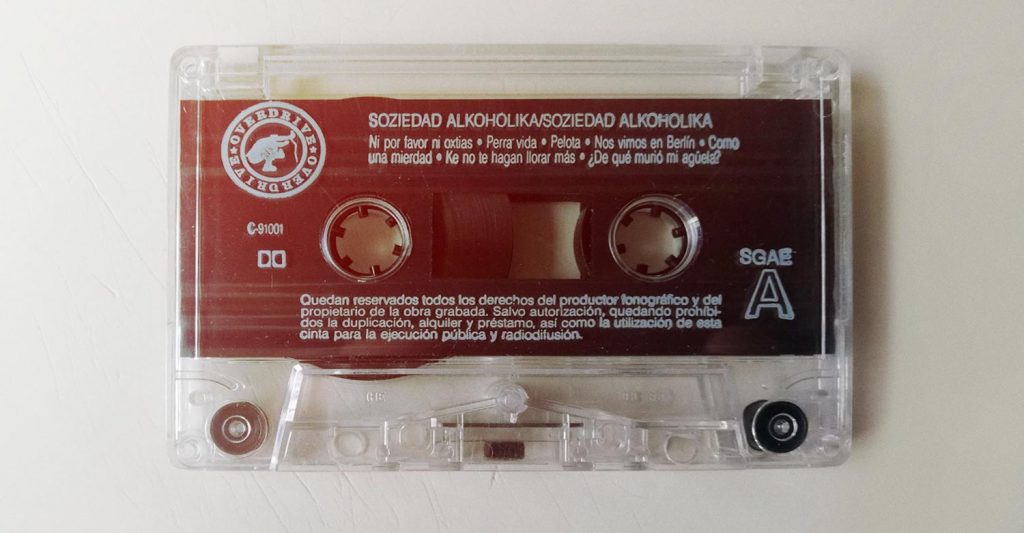 OVERDRIVE ★ OVERDRIVE ★
SOZIEDAD ALKOHOLIKA/SOZIEDAD ALKOHOLIKA
Ni por favor ni oxtias • Perra vida • Pelota • Nos vimos en Berlín • Como
una mierdad • Ke no te hagan llorar más • ¿De qué murió mi agüela?
C-91001
SGAE
A
Quedan reservados todos los derechos del productor fonográfico y del
propietario de la obra grabada. Salvo autorización, quedando prohibi-
dos la duplicación, alquiler y préstamo, así como la utilización de esta
cinta para la ejecución pública y radiodifusión.